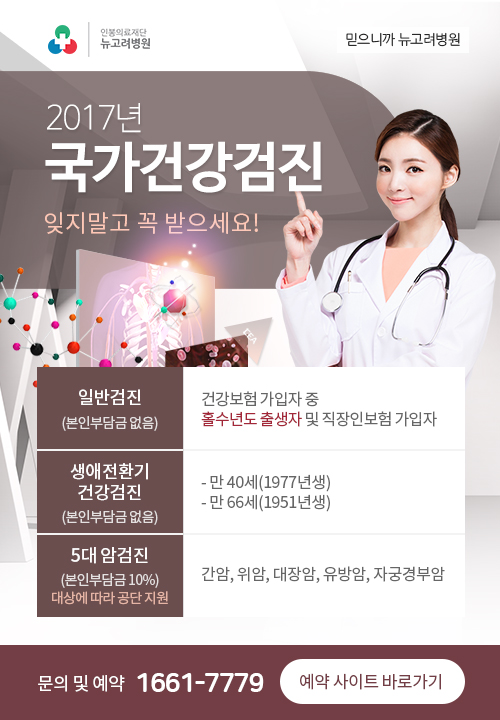 인봉의료재단
뉴고려병원
믿으니까 뉴고려병원
2017년
국가건강검진
잊지말고 꼭 받으세요!
일반검진
(본인부담금 없음)
건강보험 가입자 중
홀수년도 출생자 및 직장인보험 가입자
생애전환기
건강검진
(본인부담금 없음)
- 만 40세(1977년생)
- 만 66세(1951년생)
5대 암검진
(본인부담금 10%)
대상에 따라 공단 지원
간암, 위암, 대장암, 유방암, 자궁경부암
문의 및 예약 1661-7779
예약 사이트 바로가기